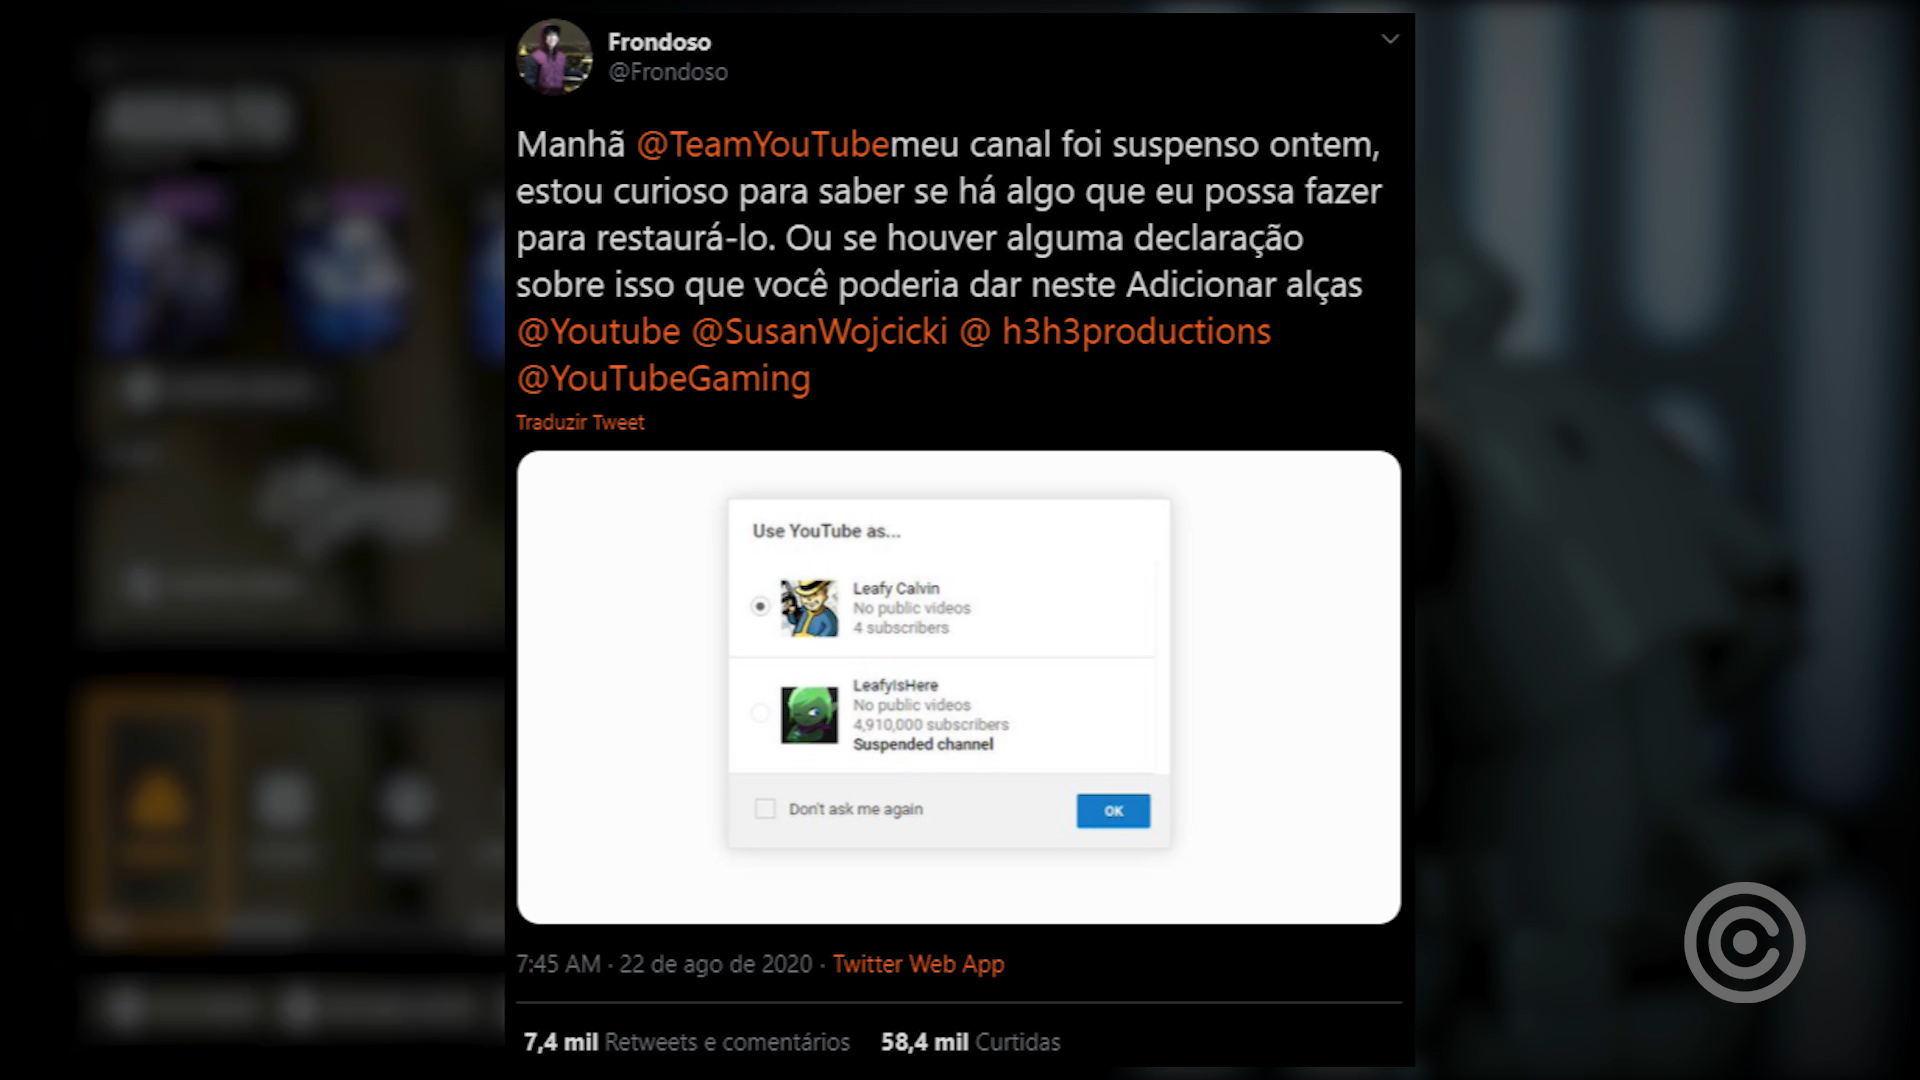 Frondoso
@Frondoso
Manhã @TeamYouTubemeu canal foi suspenso ontem,
estou curioso para saber se há algo que eu possa fazer
para restaurá-lo. Ou se houver alguma declaração
sobre isso que você poderia dar neste Adicionar alças
@Youtube @SusanWojcicki @ h3h3productions
@YouTubeGaming
Traduzir Tweet
Use YouTube as...
Leafy Calvin
No public videos
4 subscribers
LeafyIsHere
No public videos
4,910,000 subscribers
Suspended channel
Don't ask me again
OK
7:45 AM · 22 de ago de 2020 · Twitter Web App
7,4 mil Retweets e comentários 58,4 mil Curtidas